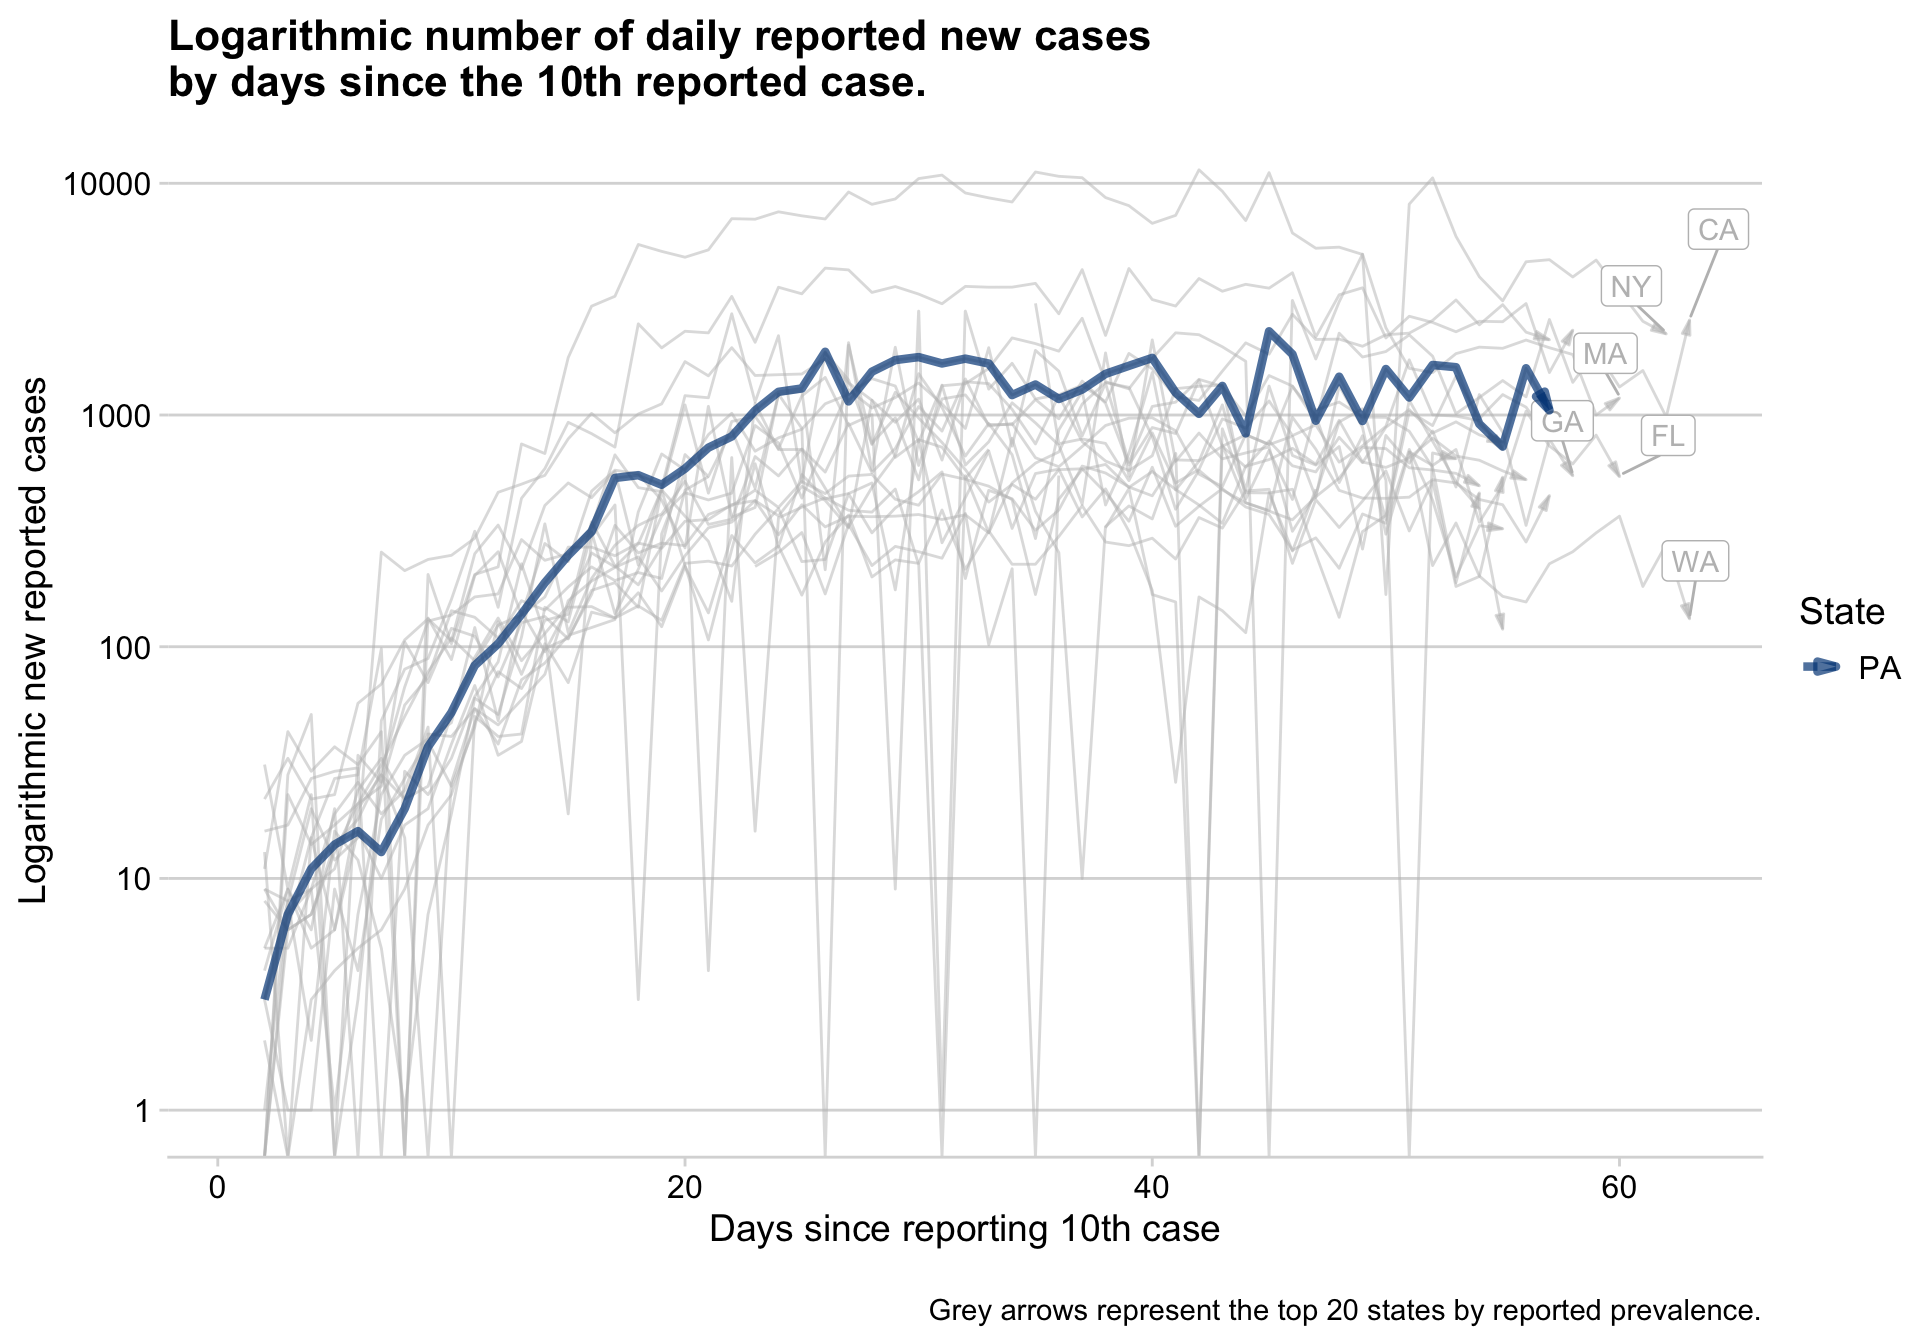 Logarithmic number of daily reported new cases
by days since the 10th reported case.
Logarithmic new reported cases
10000
1000
100
10
1
CA
NY
MA
GA
FL
WA
State
PA
0
20
40
60
Days since reporting 10th case
Grey arrows represent the top 20 states by reported prevalence.